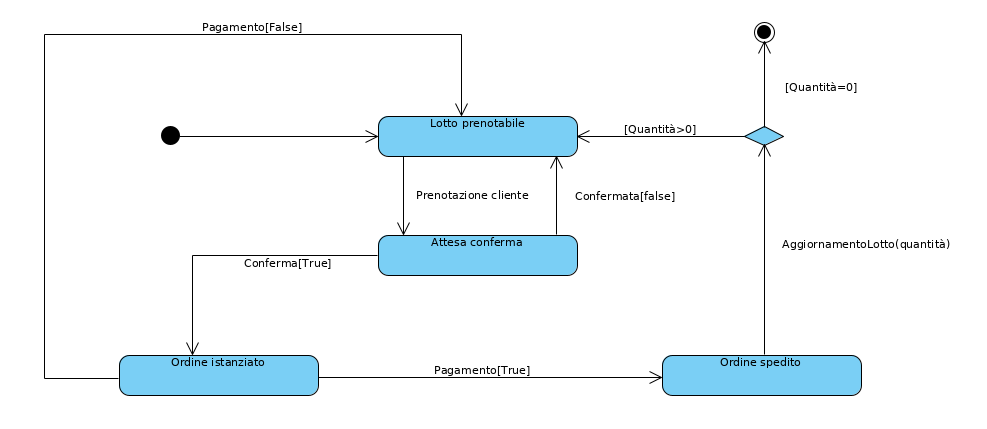 Pagamento[False]
[Quantità=0]
Lotto prenotabile
[Quantità>0]
Prenotazione cliente
Confermata[false]
Attesa conferma
AggiornamentoLotto(quantità)
Conferma[True]
Ordine istanziato
Ordine spedito
Pagamento[True]